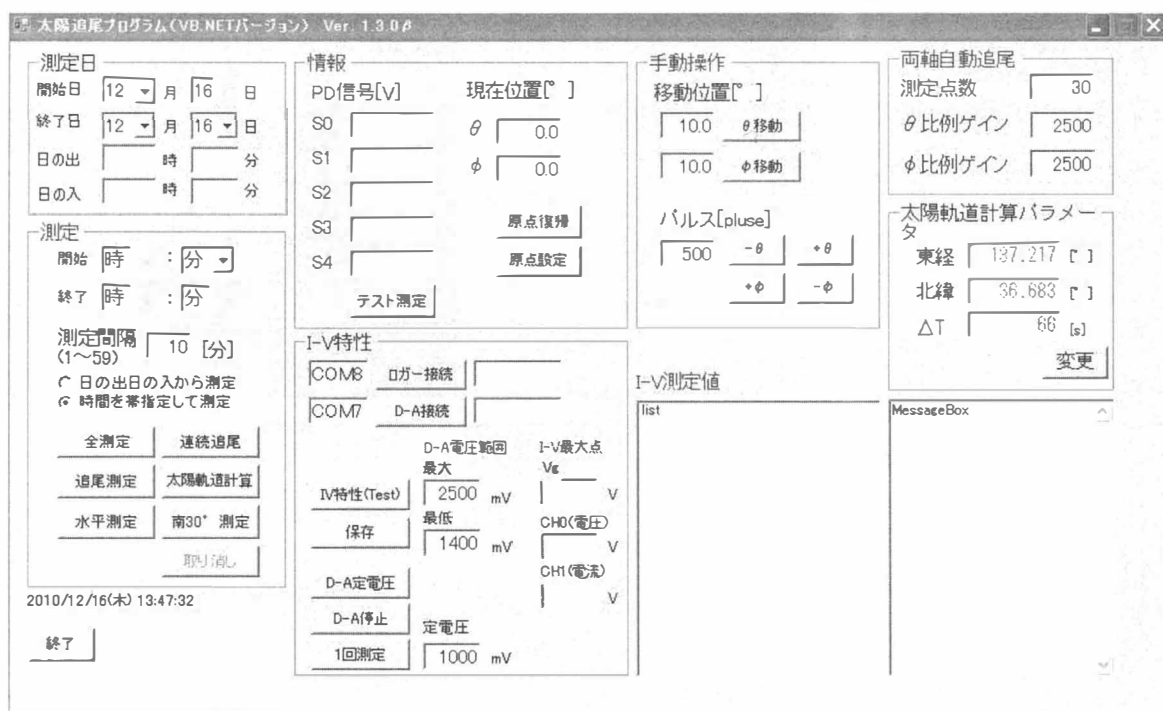 太陽追尾プログラム(VB.NETバージョン) Ver. 1.3.0β
測定日
開始日 12 月 16 日
終了日 12 月 16 日
日の出 時 分
日の入 時 分
測定
開始 時 : 分
終了 時 : 分
測定間隔 10 [分]
(1～59)
日の出日の入から測定
時間を帯指定して測定
全測定 連続追尾
追尾測定 太陽軌道計算
水平測定 南30° 測定
取り消し
2010/12/16(木) 13:47:32
終了
情報
PD信号[V] 現在位置[° ]
S0 θ 0.0
S1 φ 0.0
S2
S3 原点復帰
S4 原点設定
テスト測定
I-V特性
COM8 ロガー接続
COM7 D-A接続
D-A電圧範囲 I-V最大点
最大 Vg
IV特性(Test) 2500 mV V
保存 最低 CH0(電圧)
1400 mV V
D-A定電圧 CH1(電流)
V
D-A停止 定電圧
1回測定 1000 mV
手動操作
移動位置[° ]
10.0 θ移動
10.0 φ移動
パルス[pluse]
500 -θ +θ
+φ -φ
I-V測定値
list
両軸自動追尾
測定点数 30
θ比例ゲイン 2500
φ比例ゲイン 2500
太陽軌道計算パラメー
タ
東経 137.217 [° ]
北緯 36.683 [° ]
ΔT 66 [s]
変更
MessageBox